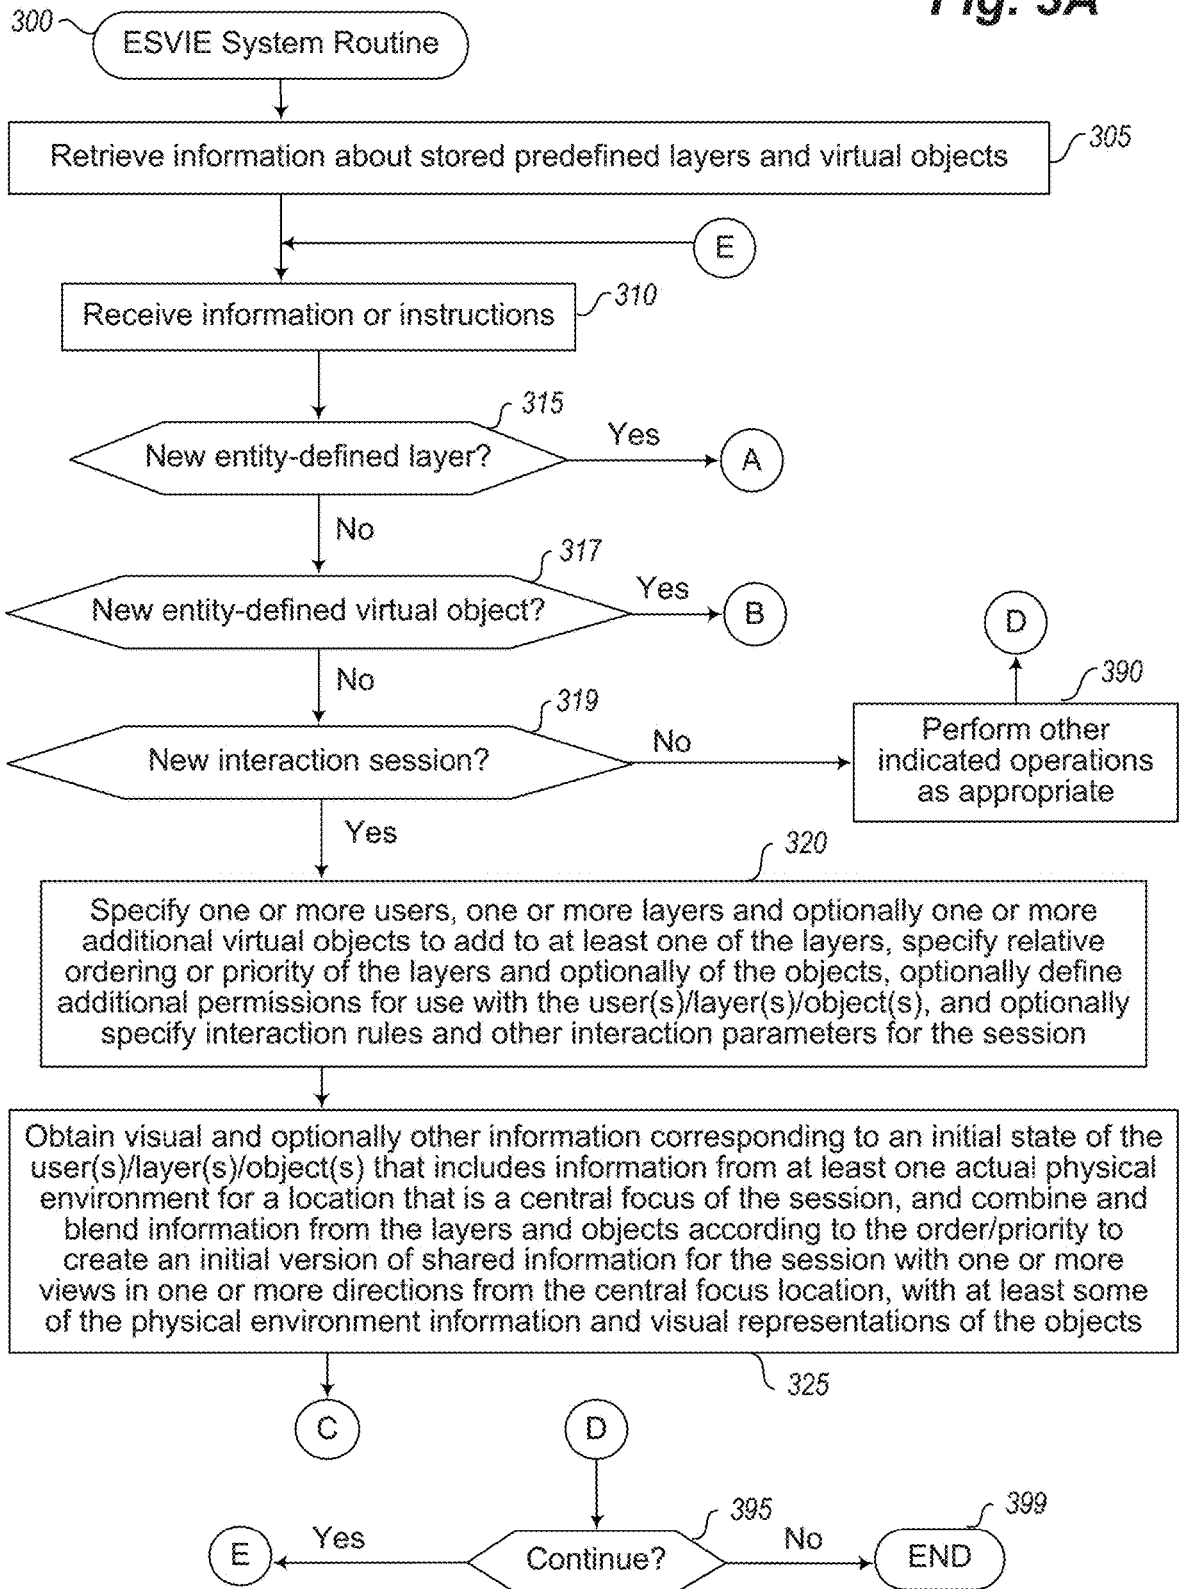 Fig. 3A
300
ESVIE System Routine
Retrieve information about stored predefined layers and virtual objects
305
E
Receive information or instructions
310
315
New entity-defined layer?
Yes
A
No
317
New entity-defined virtual object?
Yes
B
D
No
390
319
New interaction session?
No
Perform other
indicated operations
as appropriate
Yes
320
Specify one or more users, one or more layers and optionally one or more
additional virtual objects to add to at least one of the layers, specify relative
ordering or priority of the layers and optionally of the objects, optionally define
additional permissions for use with the user(s)/layer(s)/object(s), and optionally
specify interaction rules and other interaction parameters for the session
Obtain visual and optionally other information corresponding to an initial state of the
user(s)/layer(s)/object(s) that includes information from at least one actual physical
environment for a location that is a central focus of the session, and combine and
blend information from the layers and objects according to the order/priority to
create an initial version of shared information for the session with one or more
views in one or more directions from the central focus location, with at least some
of the physical environment information and visual representations of the objects
325
C
D
395
399
E
Yes
Continue?
No
END